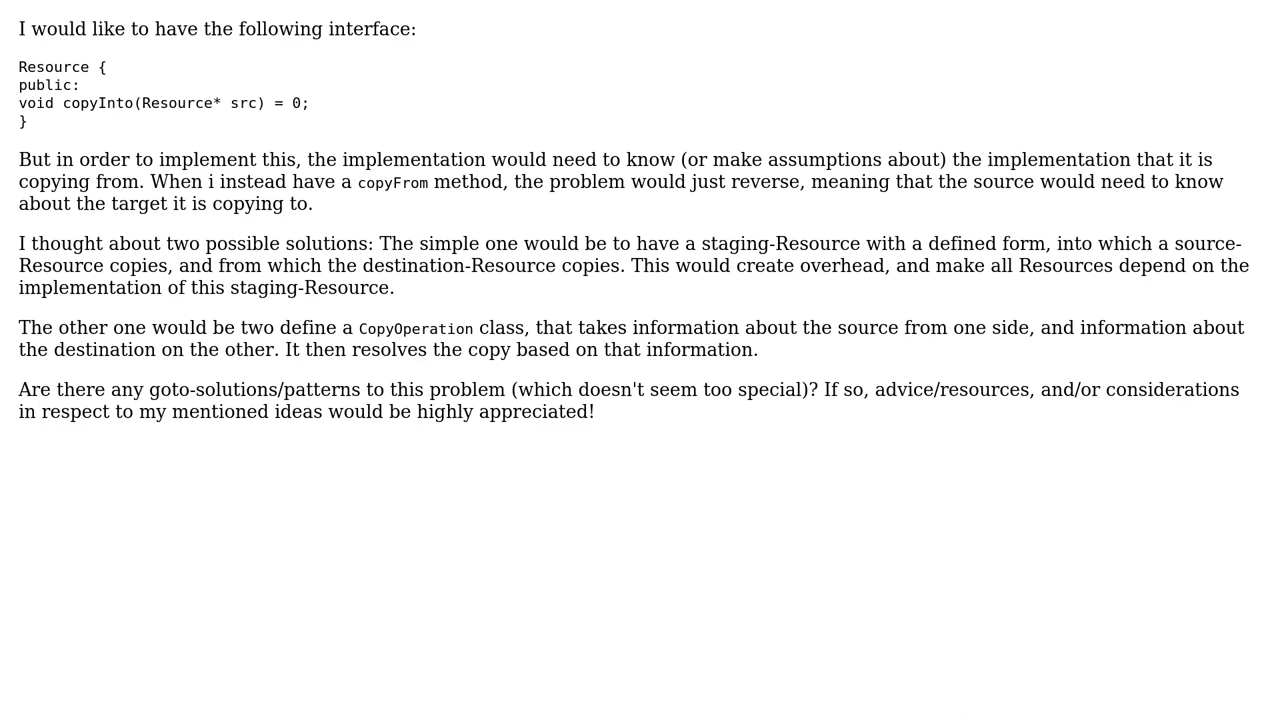 I would like to have the following interface:
Resource {
public:
void copyInto(Resource* src) = 0;
}
But in order to implement this, the implementation would need to know (or make assumptions about) the implementation that it is
copying from. When i instead have a copyFrom method, the problem would just reverse, meaning that the source would need to know
about the target it is copying to.
I thought about two possible solutions: The simple one would be to have a staging-Resource with a defined form, into which a source-
Resource copies, and from which the destination-Resource copies. This would create overhead, and make all Resources depend on the
implementation of this staging-Resource.
The other one would be two define a CopyOperation class, that takes information about the source from one side, and information about
the destination on the other. It then resolves the copy based on that information.
Are there any goto-solutions/patterns to this problem (which doesn't seem too special)? If so, advice/resources, and/or considerations
in respect to my mentioned ideas would be highly appreciated!